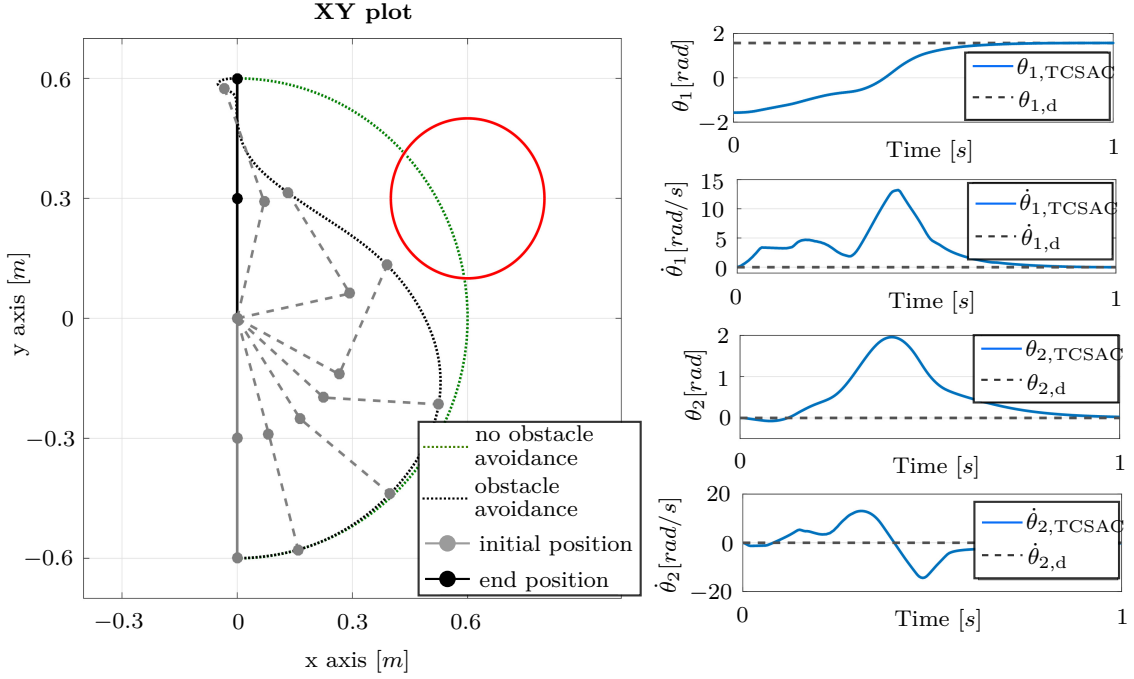 XY plot
0.6
0.3
0
−0.3
−0.6
y axis [m]
−0.3
0
0.3
0.6
x axis [m]
no obstacle
avoidance
obstacle
avoidance
initial position
end position
2
0
−2
θ₁[rad]
θ₁,TCSAC
θ₁,d
0
Time [s]
1
15
10
5
0
θ̇₁[rad/s]
θ̇₁,TCSAC
θ̇₁,d
0
Time [s]
1
2
1
0
θ₂[rad]
θ₂,TCSAC
θ₂,d
0
Time [s]
1
20
0
−20
θ̇₂[rad/s]
θ̇₂,TCSAC
θ̇₂,d
0
Time [s]
1